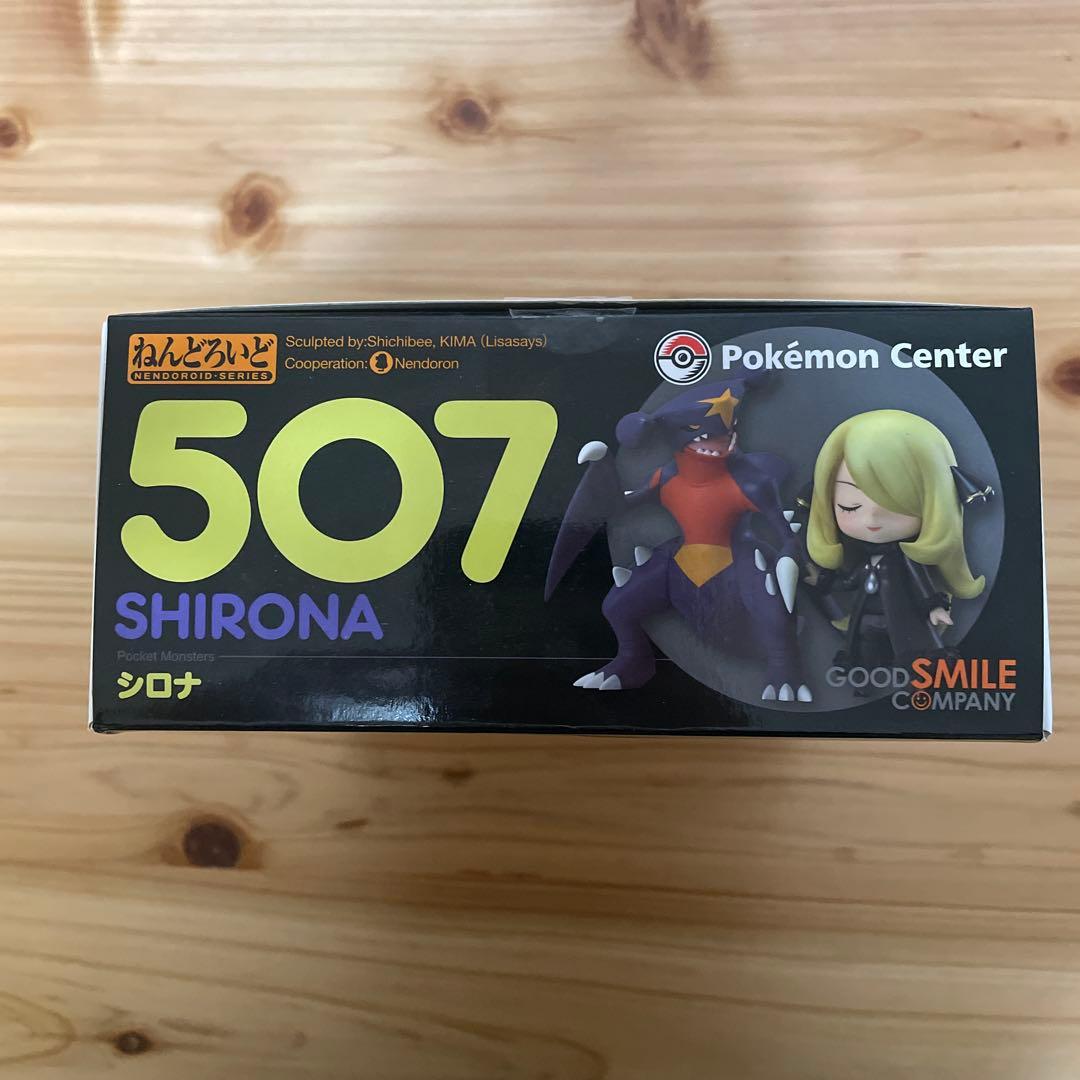 ねんどろいど
NENDOROID·SERIES
Sculpted by:Shichibee, KIMA (Lisasays)
Cooperation: Nendoron
Pokémon Center
507
SHIRONA
Pocket Monsters
シロナ
GOOD SMILE
COMPANY